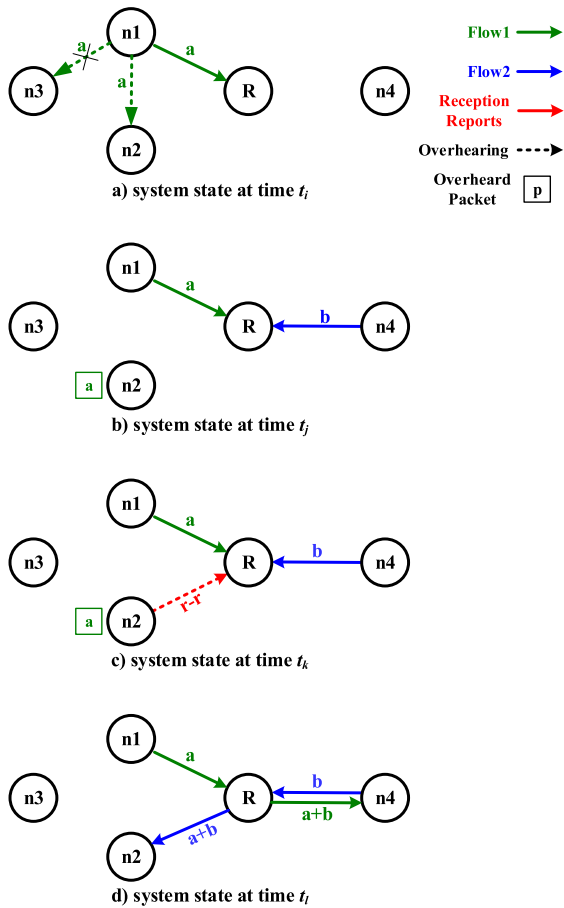 n1
a
a
a
n3
R
n4
n2
a) system state at time ti
Flow1
Flow2
Reception
Reports
Overhearing
Overheard
Packet
p
n1
a
n3
R
b
n4
a
n2
b) system state at time tj
n1
a
n3
R
b
n4
a
n2
r-r
c) system state at time tk
n1
a
n3
R
b
n4
a+b
a+b
n2
d) system state at time tl